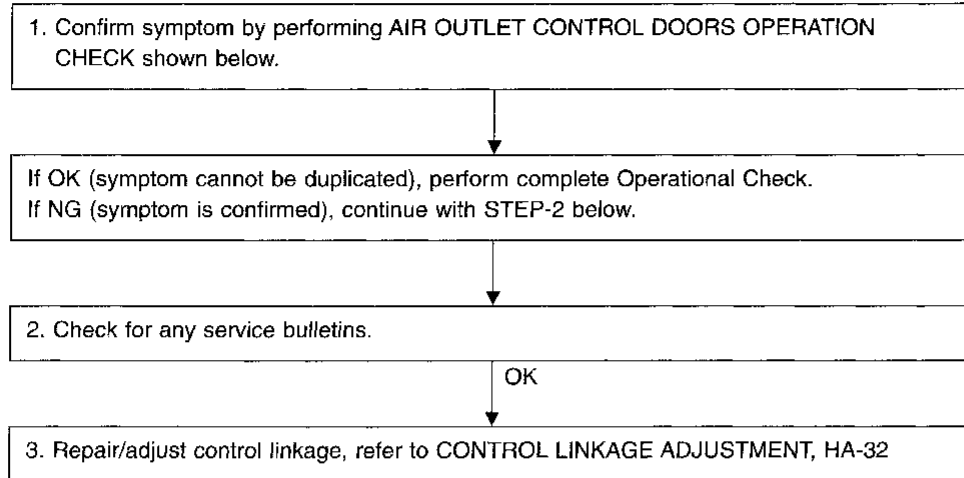 1. Confirm symptom by performing AIR OUTLET CONTROL DOORS OPERATION
CHECK shown below.
If OK (symptom cannot be duplicated), perform complete Operational Check.
If NG (symptom is confirmed), continue with STEP-2 below.
2. Check for any service bulletins.
OK
3. Repair/adjust control linkage, refer to CONTROL LINKAGE ADJUSTMENT, HA-32